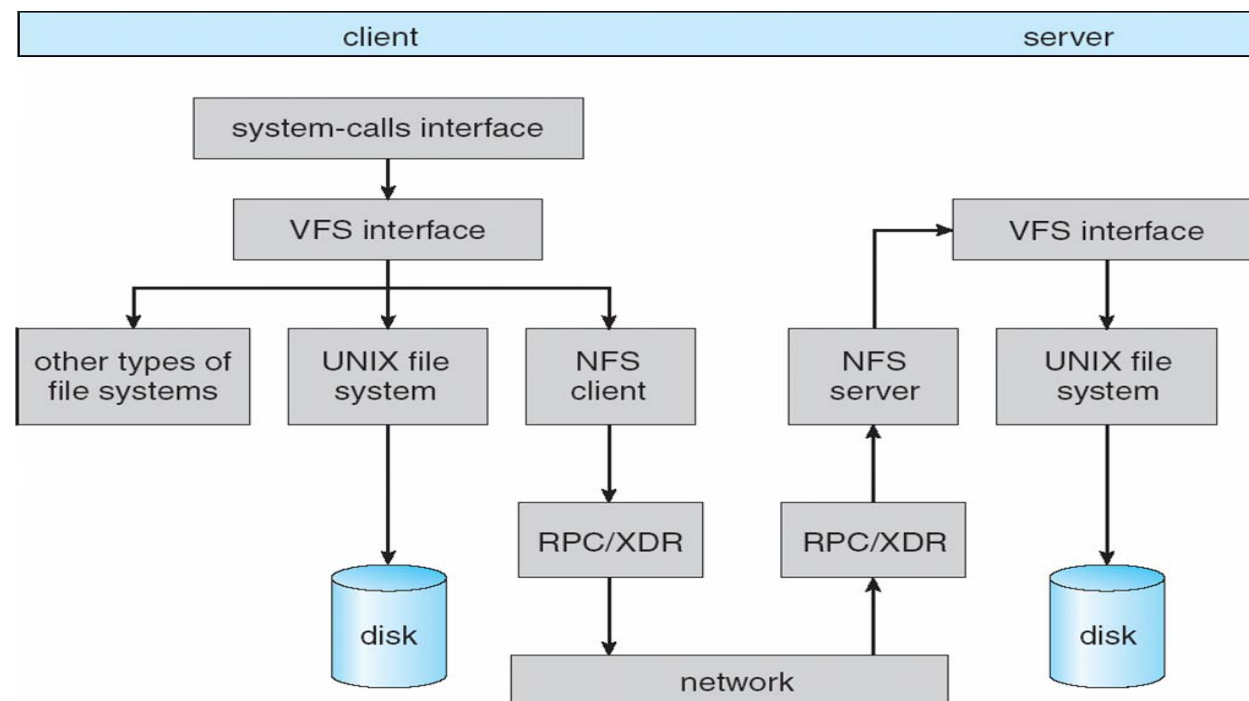 client
server
system-calls interface
VFS interface
VFS interface
other types of
file systems
UNIX file
system
NFS
client
NFS
server
UNIX file
system
RPC/XDR
RPC/XDR
disk
disk
network